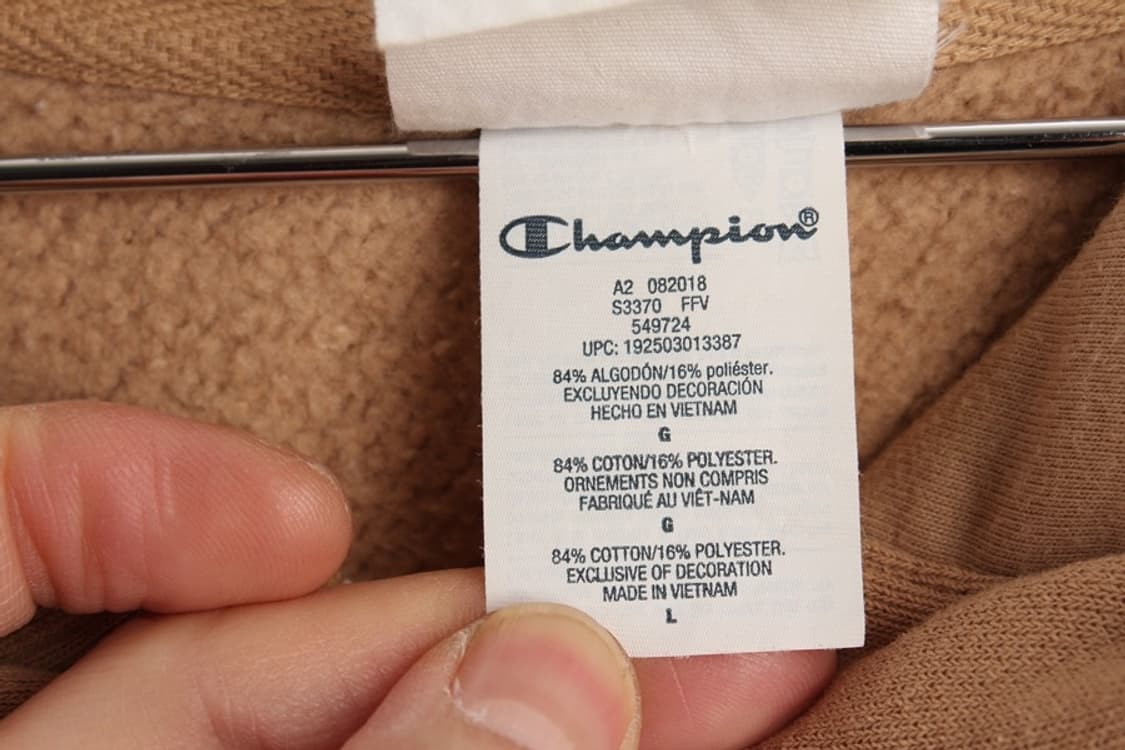 Champion®
A2 082018
S3370 FFV
549724
UPC: 192503013387
84% ALGODÓN/16% poliéster.
EXCLUYENDO DECORACIÓN
HECHO EN VIETNAM
G
84% COTON/16% POLYESTER.
ORNEMENTS NON COMPRIS
FABRIQUÉ AU VIÊT-NAM
G
84% COTTON/16% POLYESTER.
EXCLUSIVE OF DECORATION
MADE IN VIETNAM
L